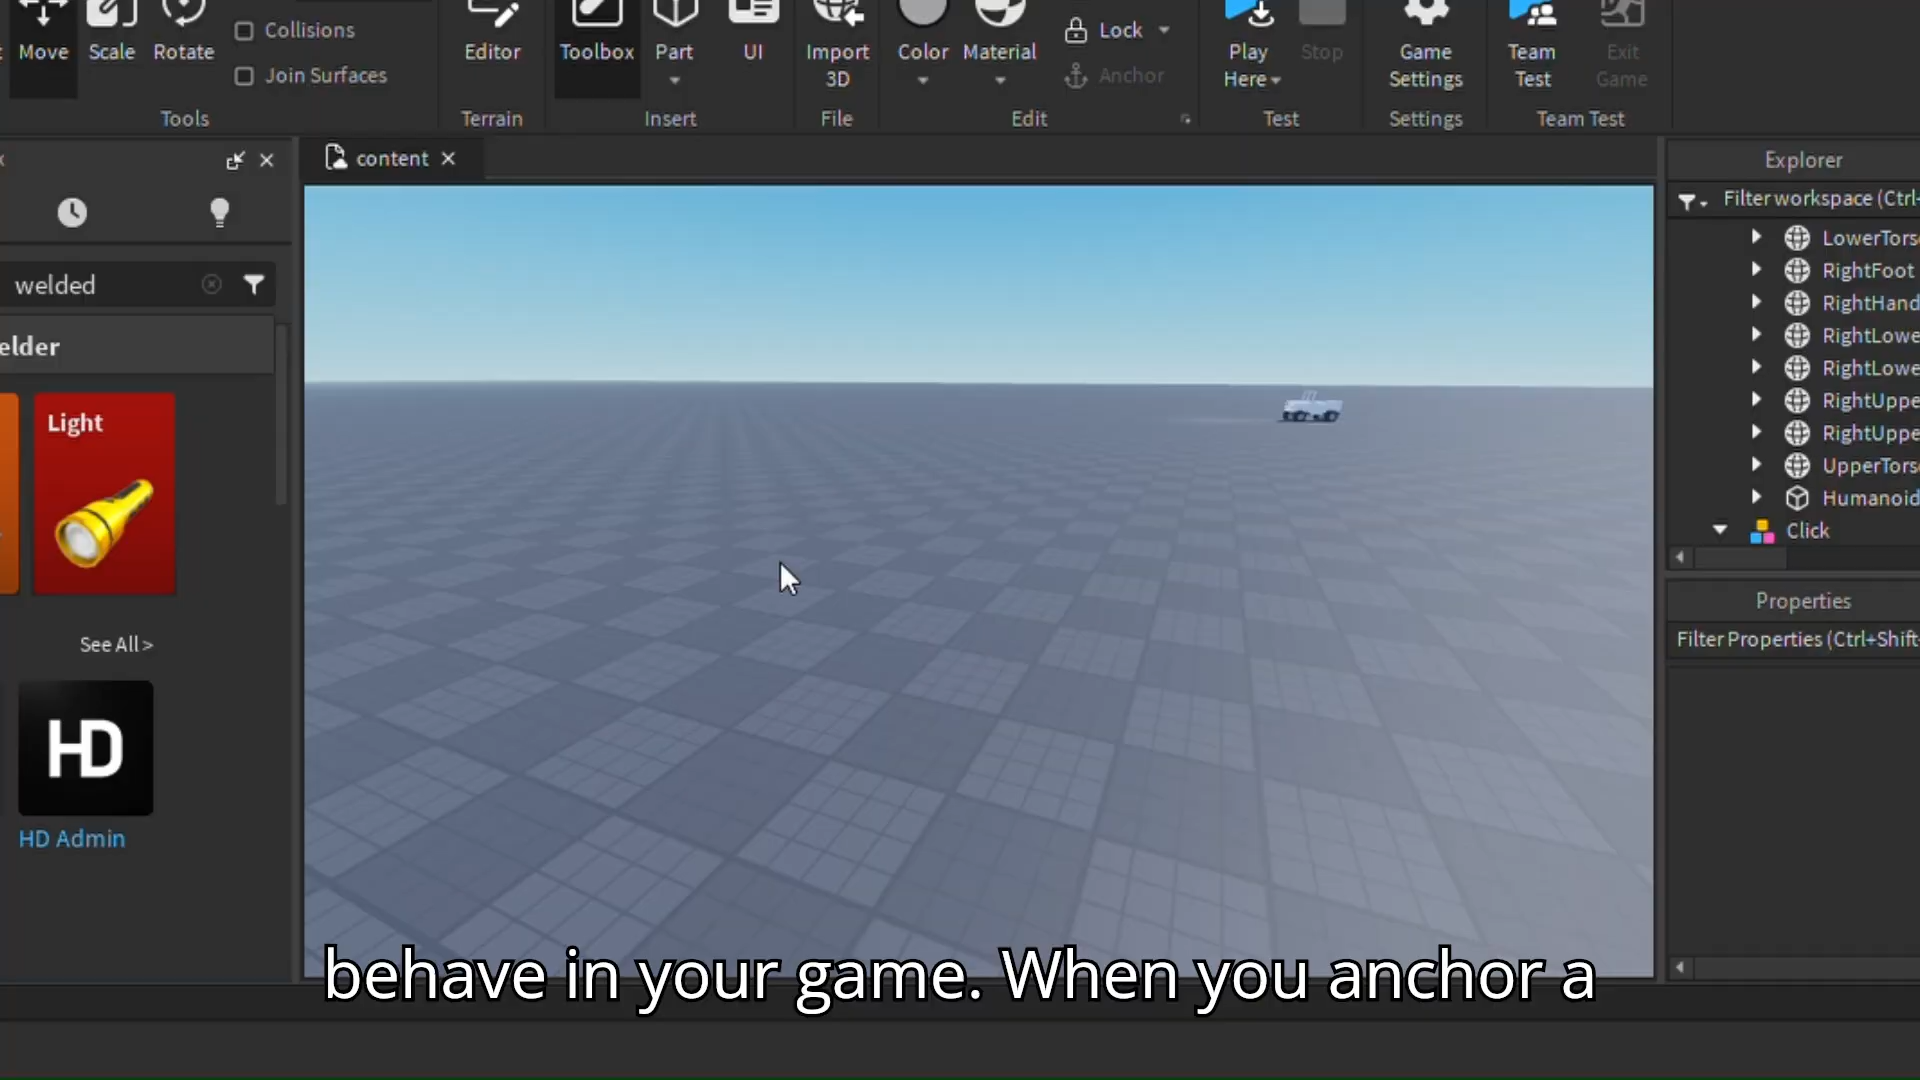 Move
Scale
Rotate
Collisions
Join Surfaces
Tools
Editor
Terrain
Toolbox
Part
UI
Insert
Import
3D
File
Color
Material
Lock
Anchor
Edit
Play
Here
Stop
Test
Game
Settings
Settings
Team
Test
Exit
Game
Team Test
content
Explorer
Filter workspace (Ctrl+
LowerTorso
RightFoot
RightHand
RightLowe
RightLowe
RightUppe
RightUppe
UpperTorso
Humanoid
Click
Properties
Filter Properties (Ctrl+Shift+
welded
elder
Light
See All >
HD
HD Admin
behave in your game. When you anchor a